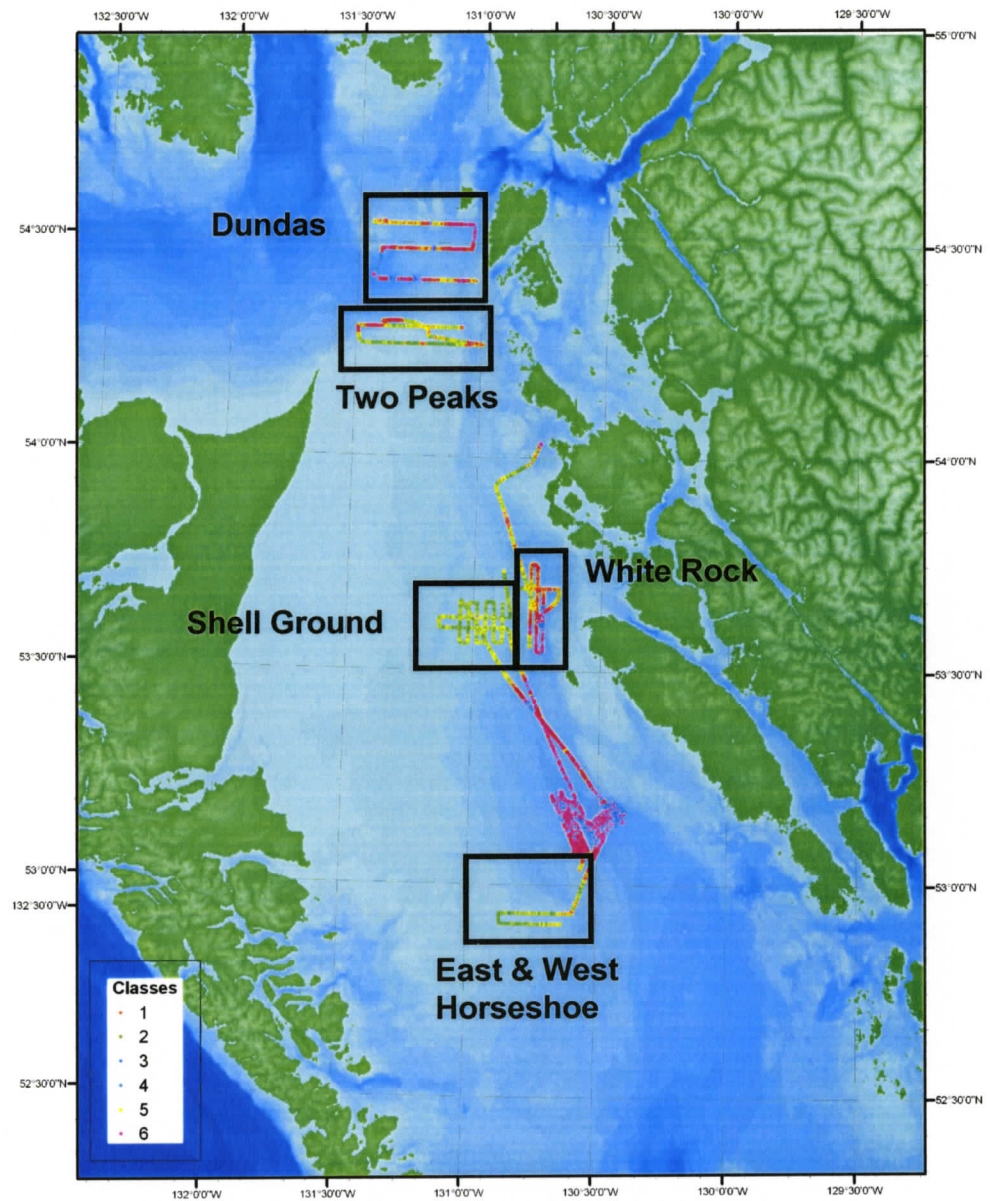 132°30'0"W 132°0'0"W 131°30'0"W 131°0'0"W 130°30'0"W 130°0'0"W 129°30'0"W
55°0'0"N
Dundas
54°30'0"N
54°30'0"N
Two Peaks
54°0'0"N
54°0'0"N
White Rock
Shell Ground
53°30'0"N
53°30'0"N
53°0'0"N
53°0'0"N
132°30'0"W
East & West
Horseshoe
Classes
1
2
3
4
5
6
52°30'0"N
52°30'0"N
132°0'0"W 131°30'0"W 131°0'0"W 130°30'0"W 130°0'0"W 129°30'0"W